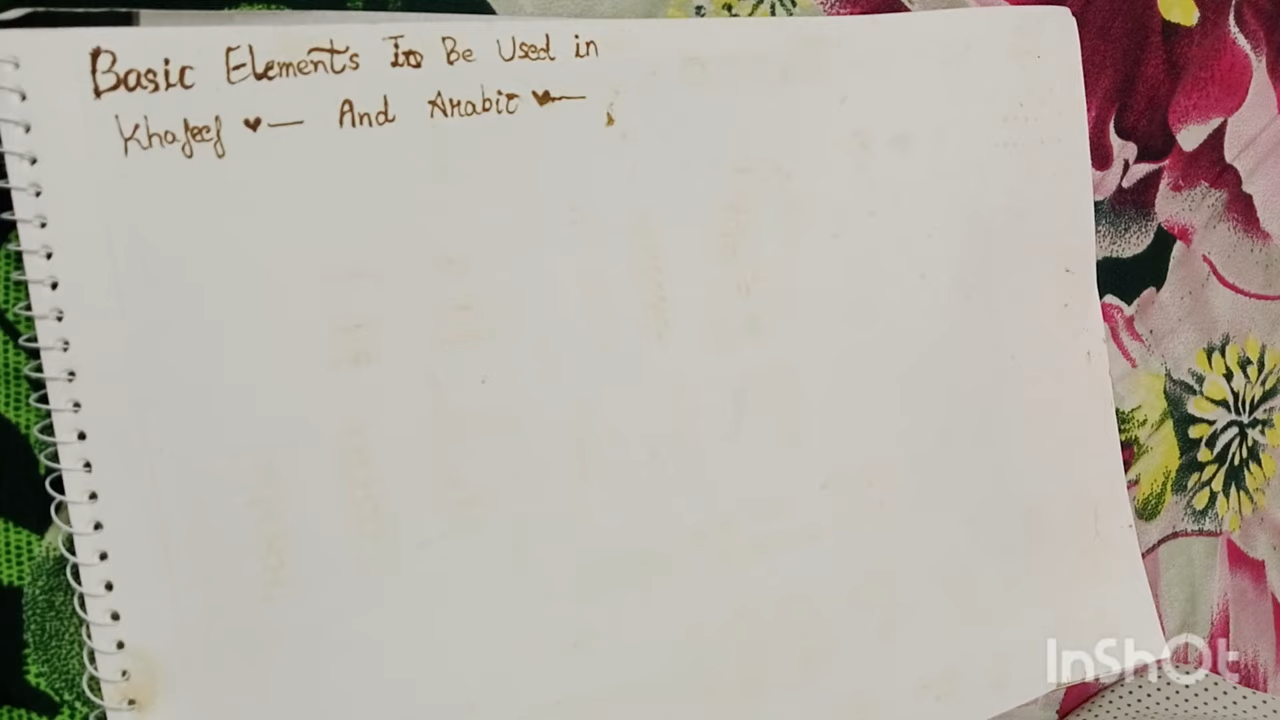 Basic Elements To Be Used in
Khafeef ♥— And Arabic ♥—
InShOt